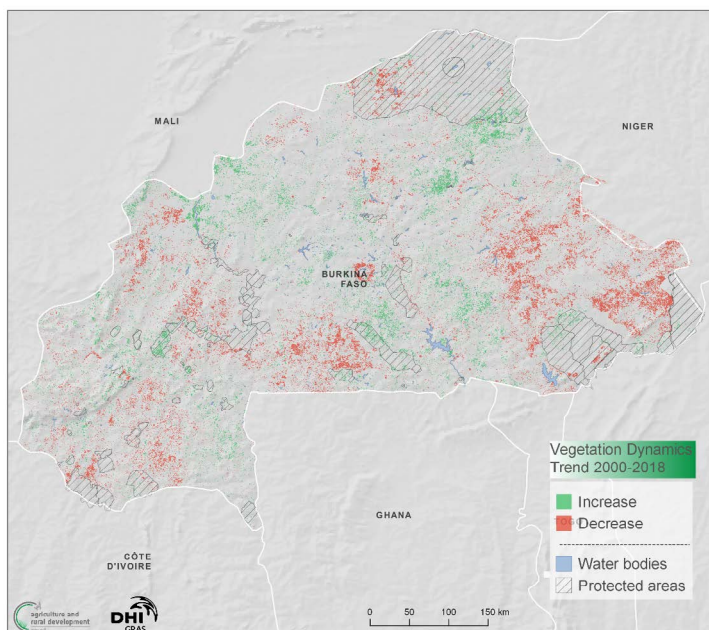 MALI
NIGER
BURKINA
FASO
Vegetation Dynamics
Trend 2000-2018
Increase
Decrease
Water bodies
Protected areas
GHANA
CÔTE
D'IVOIRE
agriculture and
rural development
DHI
GRAS
0 50 100 150 km